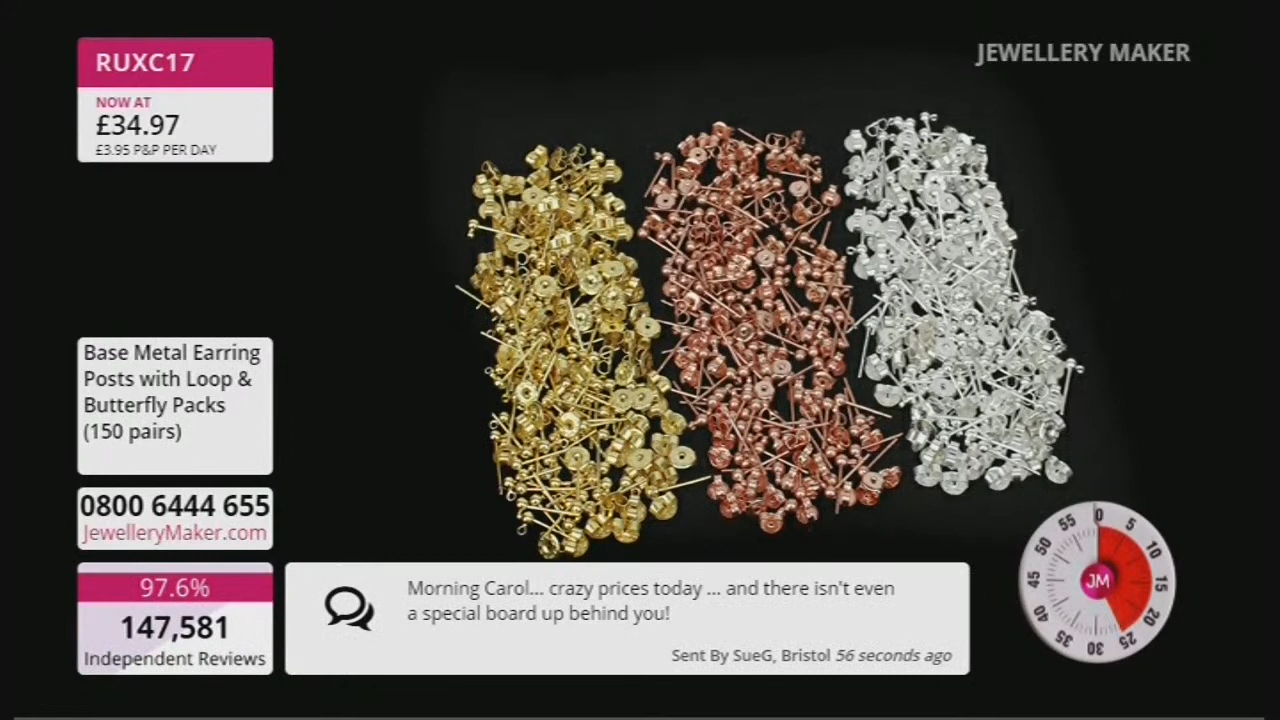 RUXC17
NOW AT
£34.97
£3.95 P&P PER DAY
JEWELLERY MAKER
Base Metal Earring
Posts with Loop &
Butterfly Packs
(150 pairs)
0800 6444 655
JewelleryMaker.com
97.6%
147,581
Independent Reviews
Morning Carol... crazy prices today ... and there isn't even
a special board up behind you!
Sent By SueG, Bristol 56 seconds ago
0
5
10
15
20
25
30
35
40
45
50
55
JM